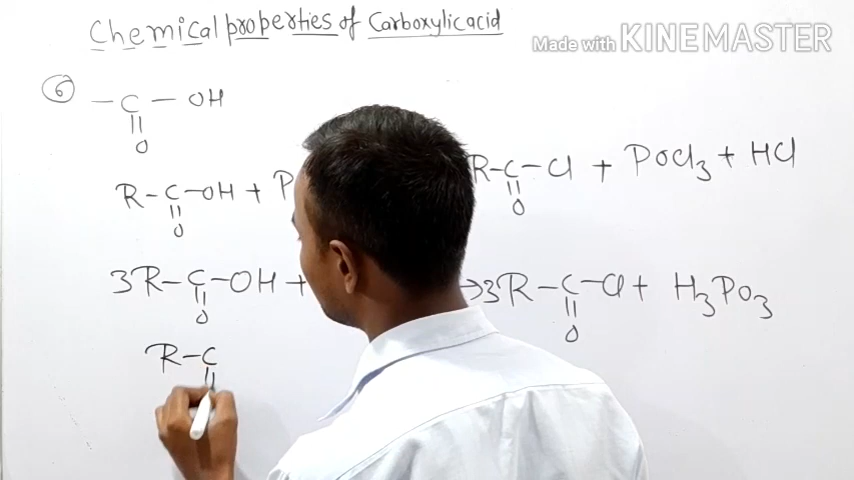 Chemical properties of Carboxylic acid
Made with KINEMASTER
6
— C — OH
||
O
R-C-OH + P R-C-Cl + POCl3 + HCl
|| ||
O O
3R-C-OH + →3R-C-Cl + H3PO3
|| ||
O O
R-C
||